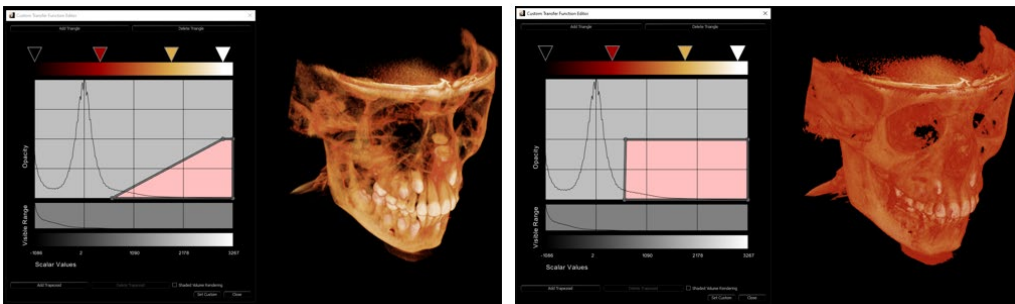 Custom Transfer Function Editor
Add Triangle
Delete Triangle
Opacity
Visible Range
-1086
2
1090
2179
3267
Scalar Values
Add Trapezoid
Delete Trapezoid
Shaded Volume Rendering
Set Custom
Close
Custom Transfer Function Editor
Add Triangle
Delete Triangle
Opacity
Visible Range
-1086
2
1090
2179
3267
Scalar Values
Add Trapezoid
Delete Trapezoid
Shaded Volume Rendering
Set Custom
Close